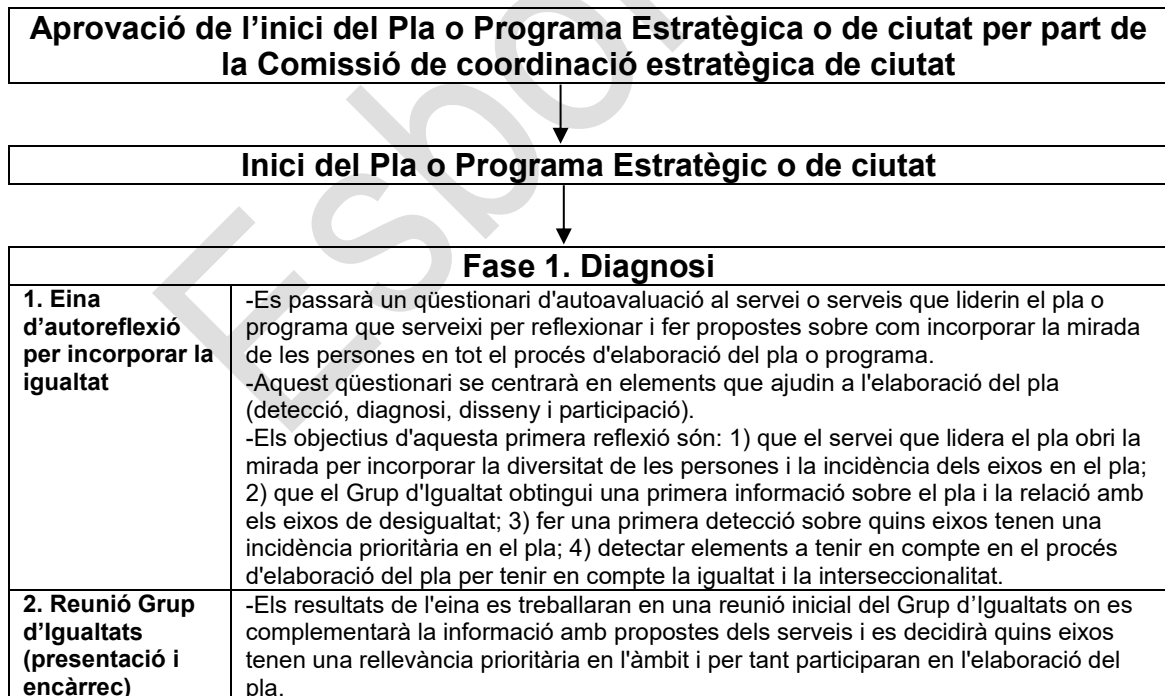 Aprovació de l’inici del Pla o Programa Estratègica o de ciutat per part de
la Comissió de coordinació estratègica de ciutat
Inici del Pla o Programa Estratègic o de ciutat
Fase 1. Diagnosi
1. Eina
d’autoreflexió
per incorporar la
igualtat
-Es passarà un qüestionari d'autoavaluació al servei o serveis que liderin el pla o
programa que serveixi per reflexionar i fer propostes sobre com incorporar la mirada
de les persones en tot el procés d'elaboració del pla o programa.
-Aquest qüestionari se centrarà en elements que ajudin a l'elaboració del pla
(detecció, diagnosi, disseny i participació).
-Els objectius d'aquesta primera reflexió són: 1) que el servei que lidera el pla obri la
mirada per incorporar la diversitat de les persones i la incidència dels eixos en el pla;
2) que el Grup d'Igualtat obtingui una primera informació sobre el pla i la relació amb
els eixos de desigualtat; 3) fer una primera detecció sobre quins eixos tenen una
incidència prioritària en el pla; 4) detectar elements a tenir en compte en el procés
d'elaboració del pla per tenir en compte la igualtat i la interseccionalitat.
2. Reunió Grup
d’Igualtats
(presentació i
encàrrec)
-Els resultats de l'eina es treballaran en una reunió inicial del Grup d’Igualtats on es
complementarà la informació amb propostes dels serveis i es decidirà quins eixos
tenen una rellevància prioritària en l'àmbit i per tant participaran en l'elaboració del
pla.